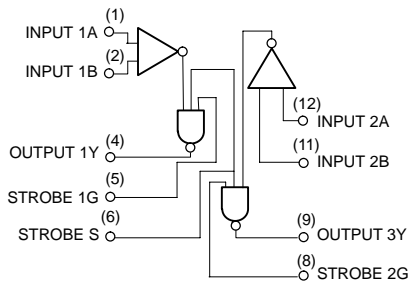 (1)
INPUT 1A
(2)
INPUT 1B
(12)
INPUT 2A
(4)
OUTPUT 1Y
(11)
INPUT 2B
(5)
STROBE 1G
(6)
STROBE S
(9)
OUTPUT 3Y
(8)
STROBE 2G